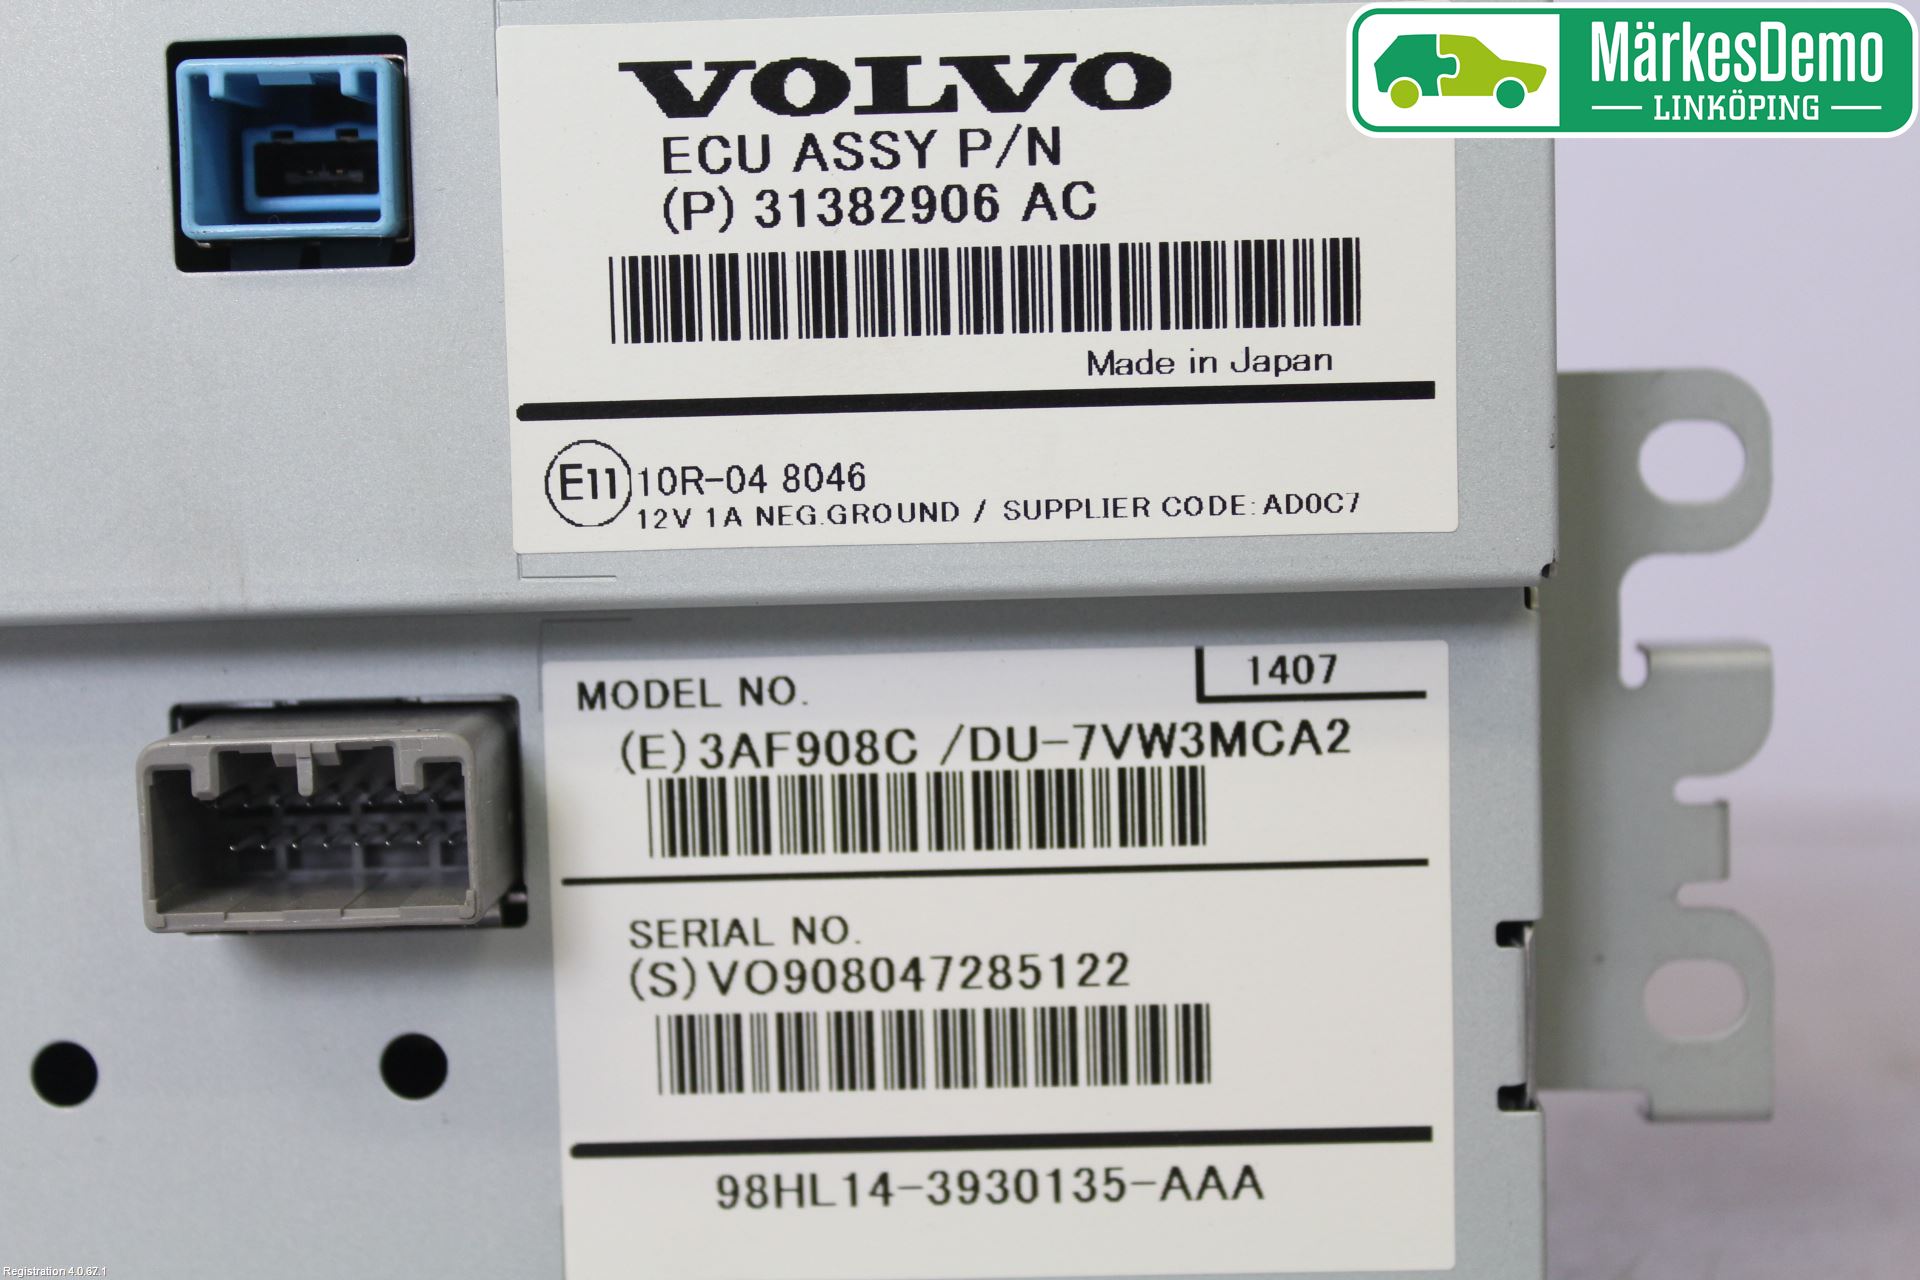 MärkesDemo
LINKÖPING
VOLVO
ECU ASSY P/N
(P) 31382906 AC
Made in Japan
E11 10R-04 8046
12V 1A NEG.GROUND / SUPPLIER CODE: AD0C7
1407
MODEL NO.
(E) 3AF908C /DU-7VW3MCA2
SERIAL NO.
(S) VO908047285122
98HL14-3930135-AAA
Registration 4.0.67.1